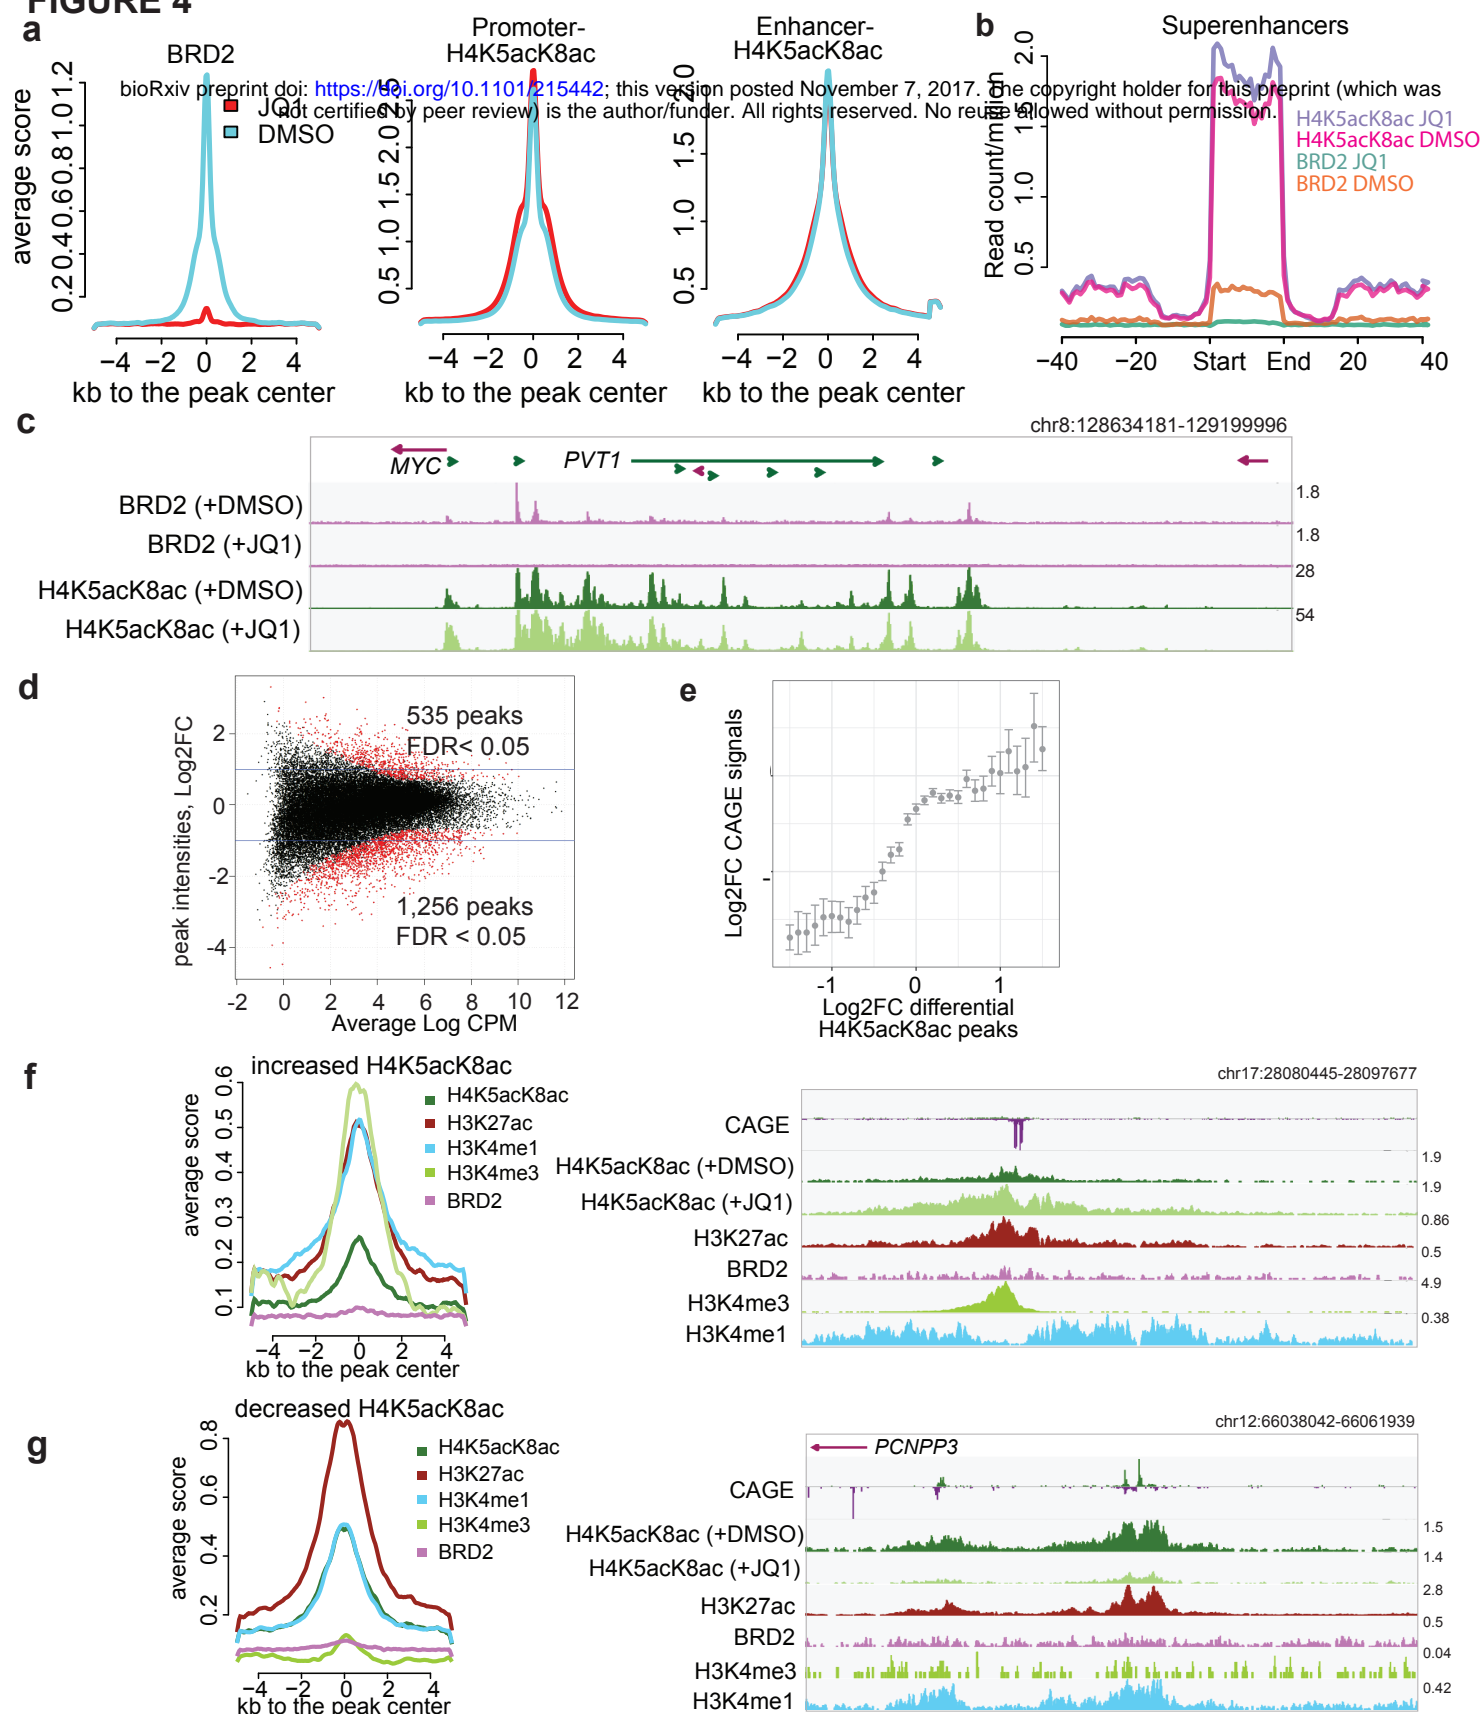 FIGURE 4
a
BRD2
average score
0.2 0.4 0.6 0.8 1.0 1.2
JQ1
DMSO
−4 −2 0 2 4
kb to the peak center
Promoter-
H4K5acK8ac
0.5 1.0 1.5 2.0 2.5
−4 −2 0 2 4
kb to the peak center
Enhancer-
H4K5acK8ac
0.5 1.0 1.5 2.0
−4 −2 0 2 4
kb to the peak center
bioRxiv preprint doi: https://doi.org/10.1101/215442; this version posted November 7, 2017. The copyright holder for this preprint (which was
not certified by peer review) is the author/funder. All rights reserved. No reuse allowed without permission.
b
Superenhancers
Read count/million
0.5 1.0 1.5 2.0
H4K5acK8ac JQ1
H4K5acK8ac DMSO
BRD2 JQ1
BRD2 DMSO
−40 −20 Start End 20 40
c
chr8:128634181-129199996
MYC
PVT1
BRD2 (+DMSO)
1.8
BRD2 (+JQ1)
1.8
H4K5acK8ac (+DMSO)
28
H4K5acK8ac (+JQ1)
54
d
peak intensities, Log2FC
2
0
-2
-4
535 peaks
FDR< 0.05
1,256 peaks
FDR < 0.05
-2 0 2 4 6 8 10 12
Average Log CPM
e
Log2FC CAGE signals
-1 0 1
Log2FC differential
H4K5acK8ac peaks
f
increased H4K5acK8ac
average score
0.1 0.2 0.3 0.4 0.5 0.6
H4K5acK8ac
H3K27ac
H3K4me1
H3K4me3
BRD2
−4 −2 0 2 4
kb to the peak center
chr17:28080445-28097677
CAGE
H4K5acK8ac (+DMSO)
1.9
H4K5acK8ac (+JQ1)
1.9
H3K27ac
0.86
BRD2
0.5
H3K4me3
4.9
H3K4me1
0.38
g
decreased H4K5acK8ac
average score
0.2 0.4 0.6 0.8
H4K5acK8ac
H3K27ac
H3K4me1
H3K4me3
BRD2
−4 −2 0 2 4
kb to the peak center
chr12:66038042-66061939
PCNPP3
CAGE
H4K5acK8ac (+DMSO)
1.5
H4K5acK8ac (+JQ1)
1.4
H3K27ac
2.8
BRD2
0.5
H3K4me3
0.04
H3K4me1
0.42